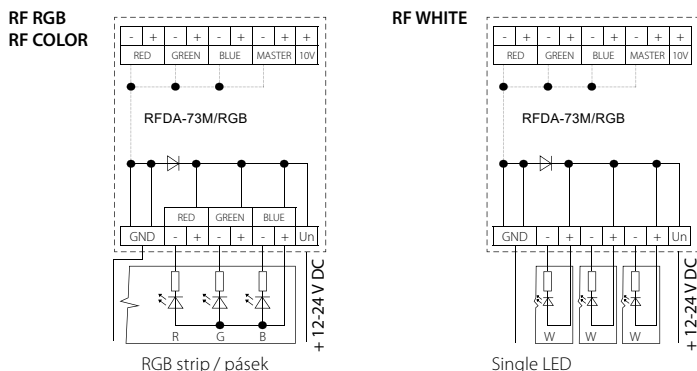 RF RGB
RF COLOR
- + - + - + - + +
RED GREEN BLUE MASTER 10V
RFDA-73M/RGB
RED GREEN BLUE
GND - + - + - + Un
R G B
+ 12-24 V DC
RGB strip / pásek
RF WHITE
- + - + - + - + +
RED GREEN BLUE MASTER 10V
RFDA-73M/RGB
GND - + - + - + Un
W W W
+ 12-24 V DC
Single LED